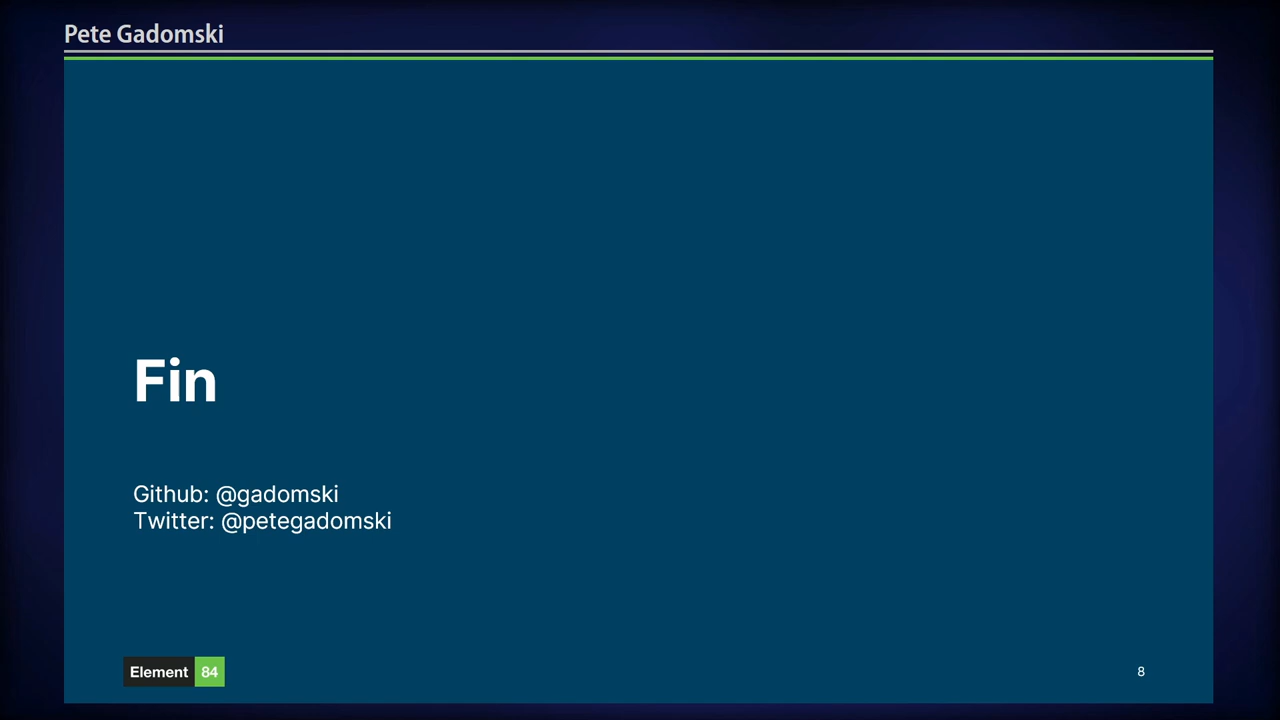 Pete Gadomski
Fin
Github: @gadomski
Twitter: @petegadomski
Element 84
8